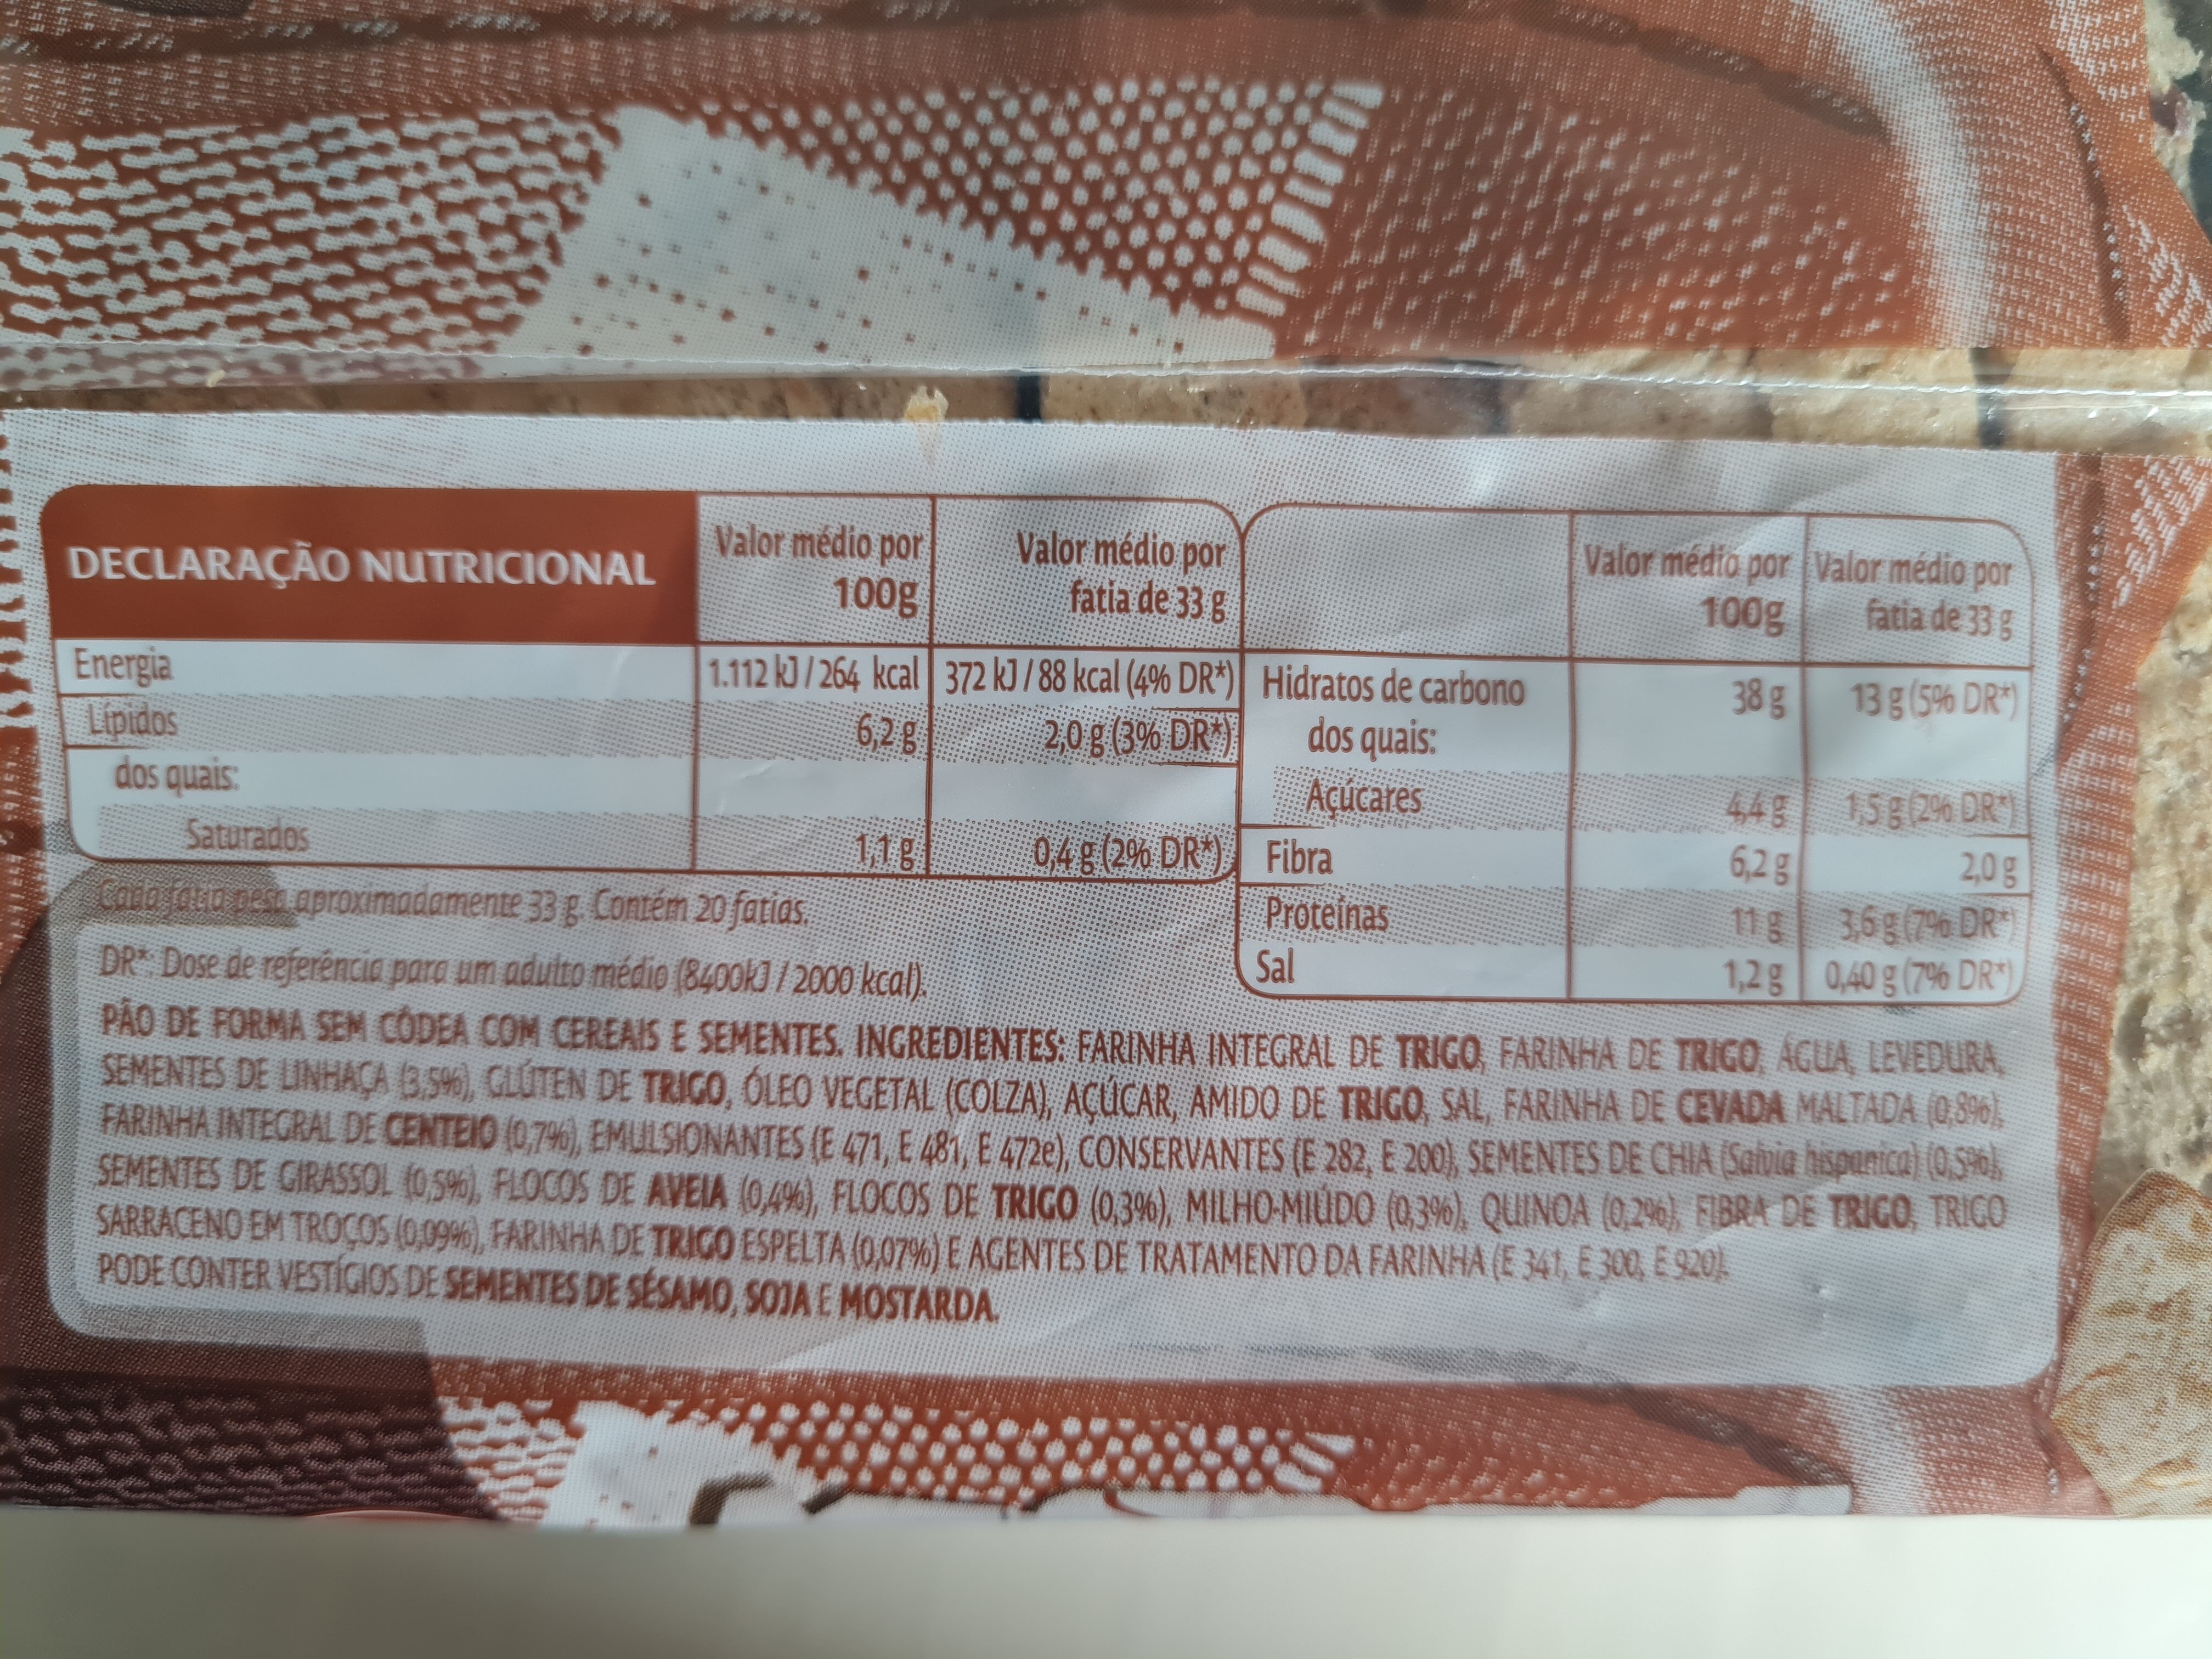 DECLARAÇÃO NUTRICIONAL
Valor médio por
100g
Valor médio por
fatia de 33 g
Energia 1.112 kJ / 264 kcal 372 kJ / 88 kcal (4% DR*)
Lípidos 6,2 g 2,0 g (3% DR*)
dos quais:
Saturados 1,1 g 0,4 g (2% DR*)
Valor médio por
100g
Valor médio por
fatia de 33 g
Hidratos de carbono 38 g 13 g (5% DR*)
dos quais:
Açúcares 4,4 g 1,5 g (2% DR*)
Fibra 6,2 g 2,0 g
Proteínas 11 g 3,6 g (7% DR*)
Sal 1,2 g 0,40 g (7% DR*)
Cada fatia pesa aproximadamente 33 g. Contém 20 fatias.
DR*: Dose de referência para um adulto médio (8400kJ / 2000 kcal).
PÃO DE FORMA SEM CÔDEA COM CEREAIS E SEMENTES. INGREDIENTES: FARINHA INTEGRAL DE TRIGO, FARINHA DE TRIGO, ÁGUA, LEVEDURA,
SEMENTES DE LINHAÇA (3,5%), GLÚTEN DE TRIGO, ÓLEO VEGETAL (COLZA), AÇÚCAR, AMIDO DE TRIGO, SAL, FARINHA DE CEVADA MALTADA (0,8%),
FARINHA INTEGRAL DE CENTEIO (0,7%), EMULSIONANTES (E 471, E 481, E 472e), CONSERVANTES (E 282, E 200), SEMENTES DE CHIA (Salvia hispanica) (0,5%),
SEMENTES DE GIRASSOL (0,5%), FLOCOS DE AVEIA (0,4%), FLOCOS DE TRIGO (0,3%), MILHO-MIÚDO (0,3%), QUINOA (0,2%), FIBRA DE TRIGO, TRIGO
SARRACENO EM TROÇOS (0,09%), FARINHA DE TRIGO ESPELTA (0,07%) E AGENTES DE TRATAMENTO DA FARINHA (E 341, E 300, E 920).
PODE CONTER VESTÍGIOS DE SEMENTES DE SÉSAMO, SOJA E MOSTARDA.